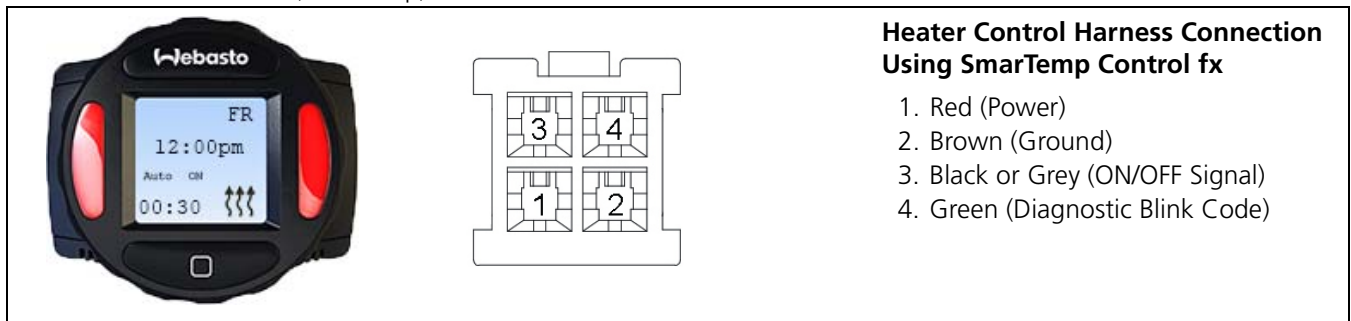 Webasto
FR
12:00pm
Auto ON
00:30
3 4
1 2
Heater Control Harness Connection
Using SmarTemp Control fx
1. Red (Power)
2. Brown (Ground)
3. Black or Grey (ON/OFF Signal)
4. Green (Diagnostic Blink Code)